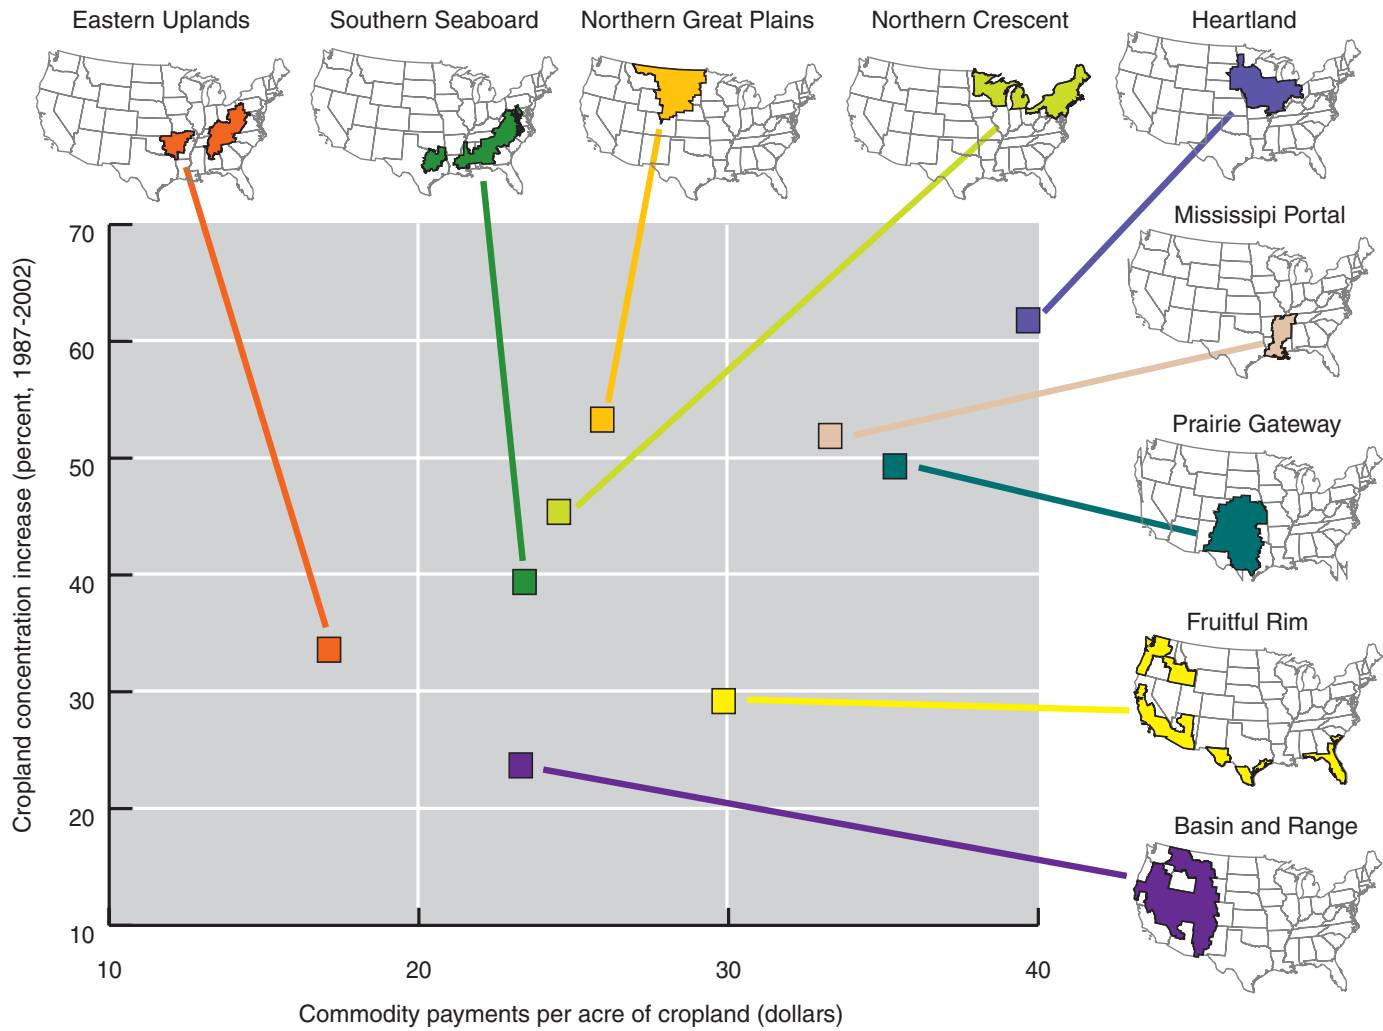 Eastern Uplands
Southern Seaboard
Northern Great Plains
Northern Crescent
Heartland
Mississipi Portal
Prairie Gateway
Fruitful Rim
Basin and Range
Cropland concentration increase (percent, 1987-2002)
70
60
50
40
30
20
10
10
20
30
40
Commodity payments per acre of cropland (dollars)